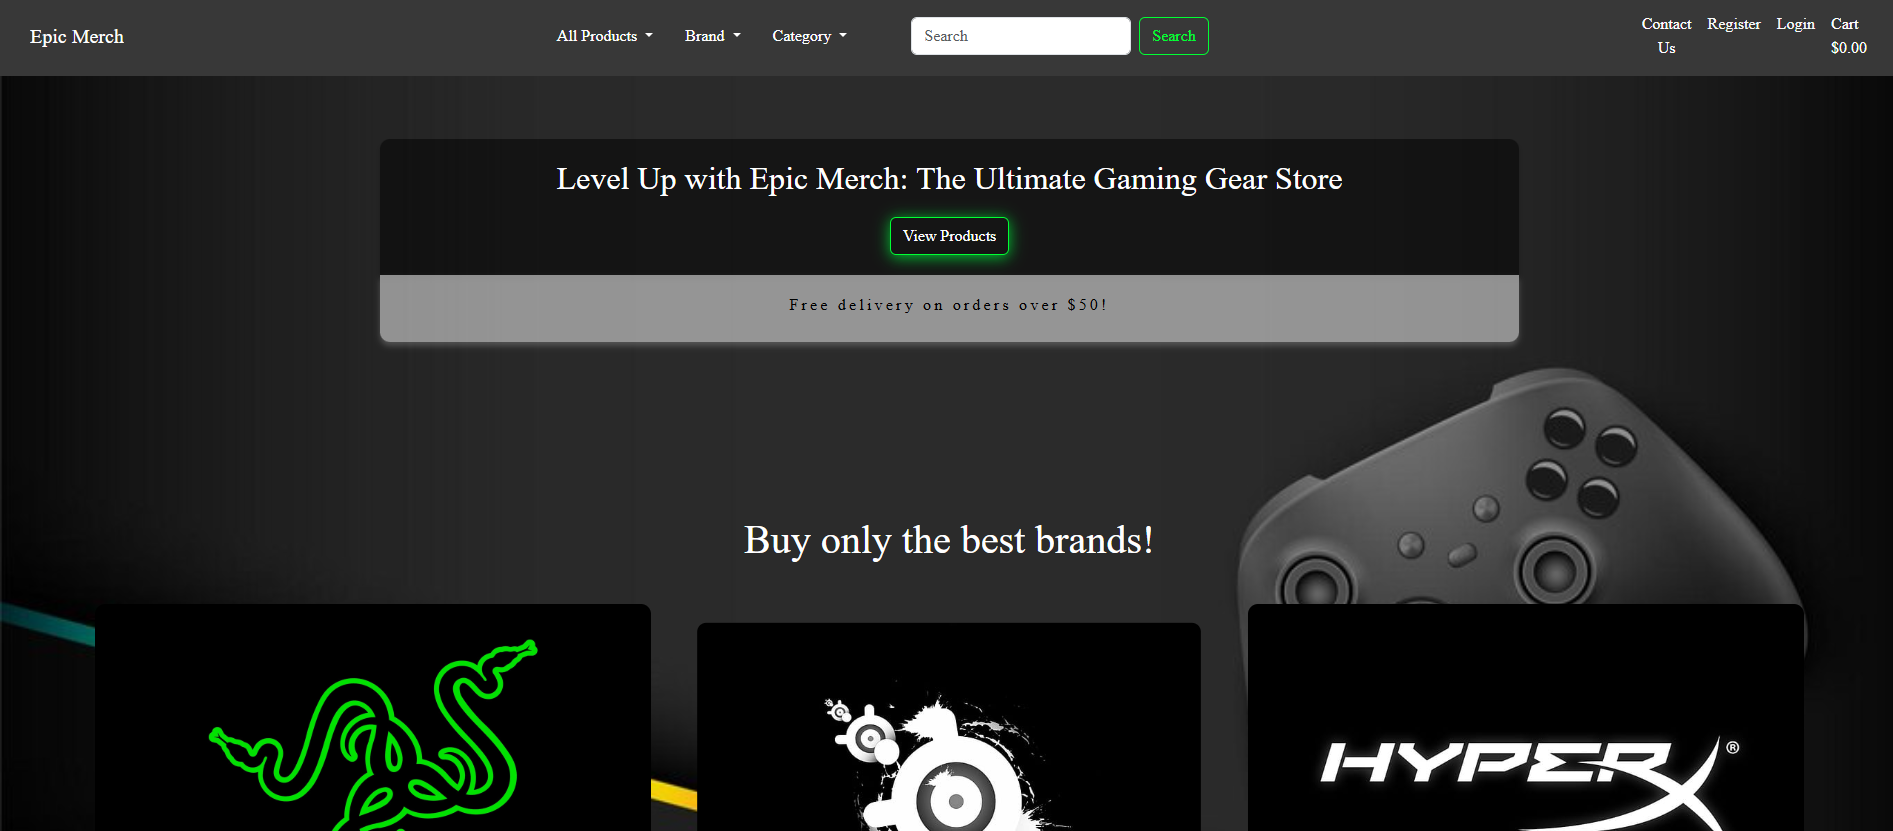 Epic Merch
All Products
Brand
Category
Search
Search
Contact
Us
Register
Login
Cart
$0.00
Level Up with Epic Merch: The Ultimate Gaming Gear Store
View Products
Free delivery on orders over $50!
Buy only the best brands!
HYPERX®